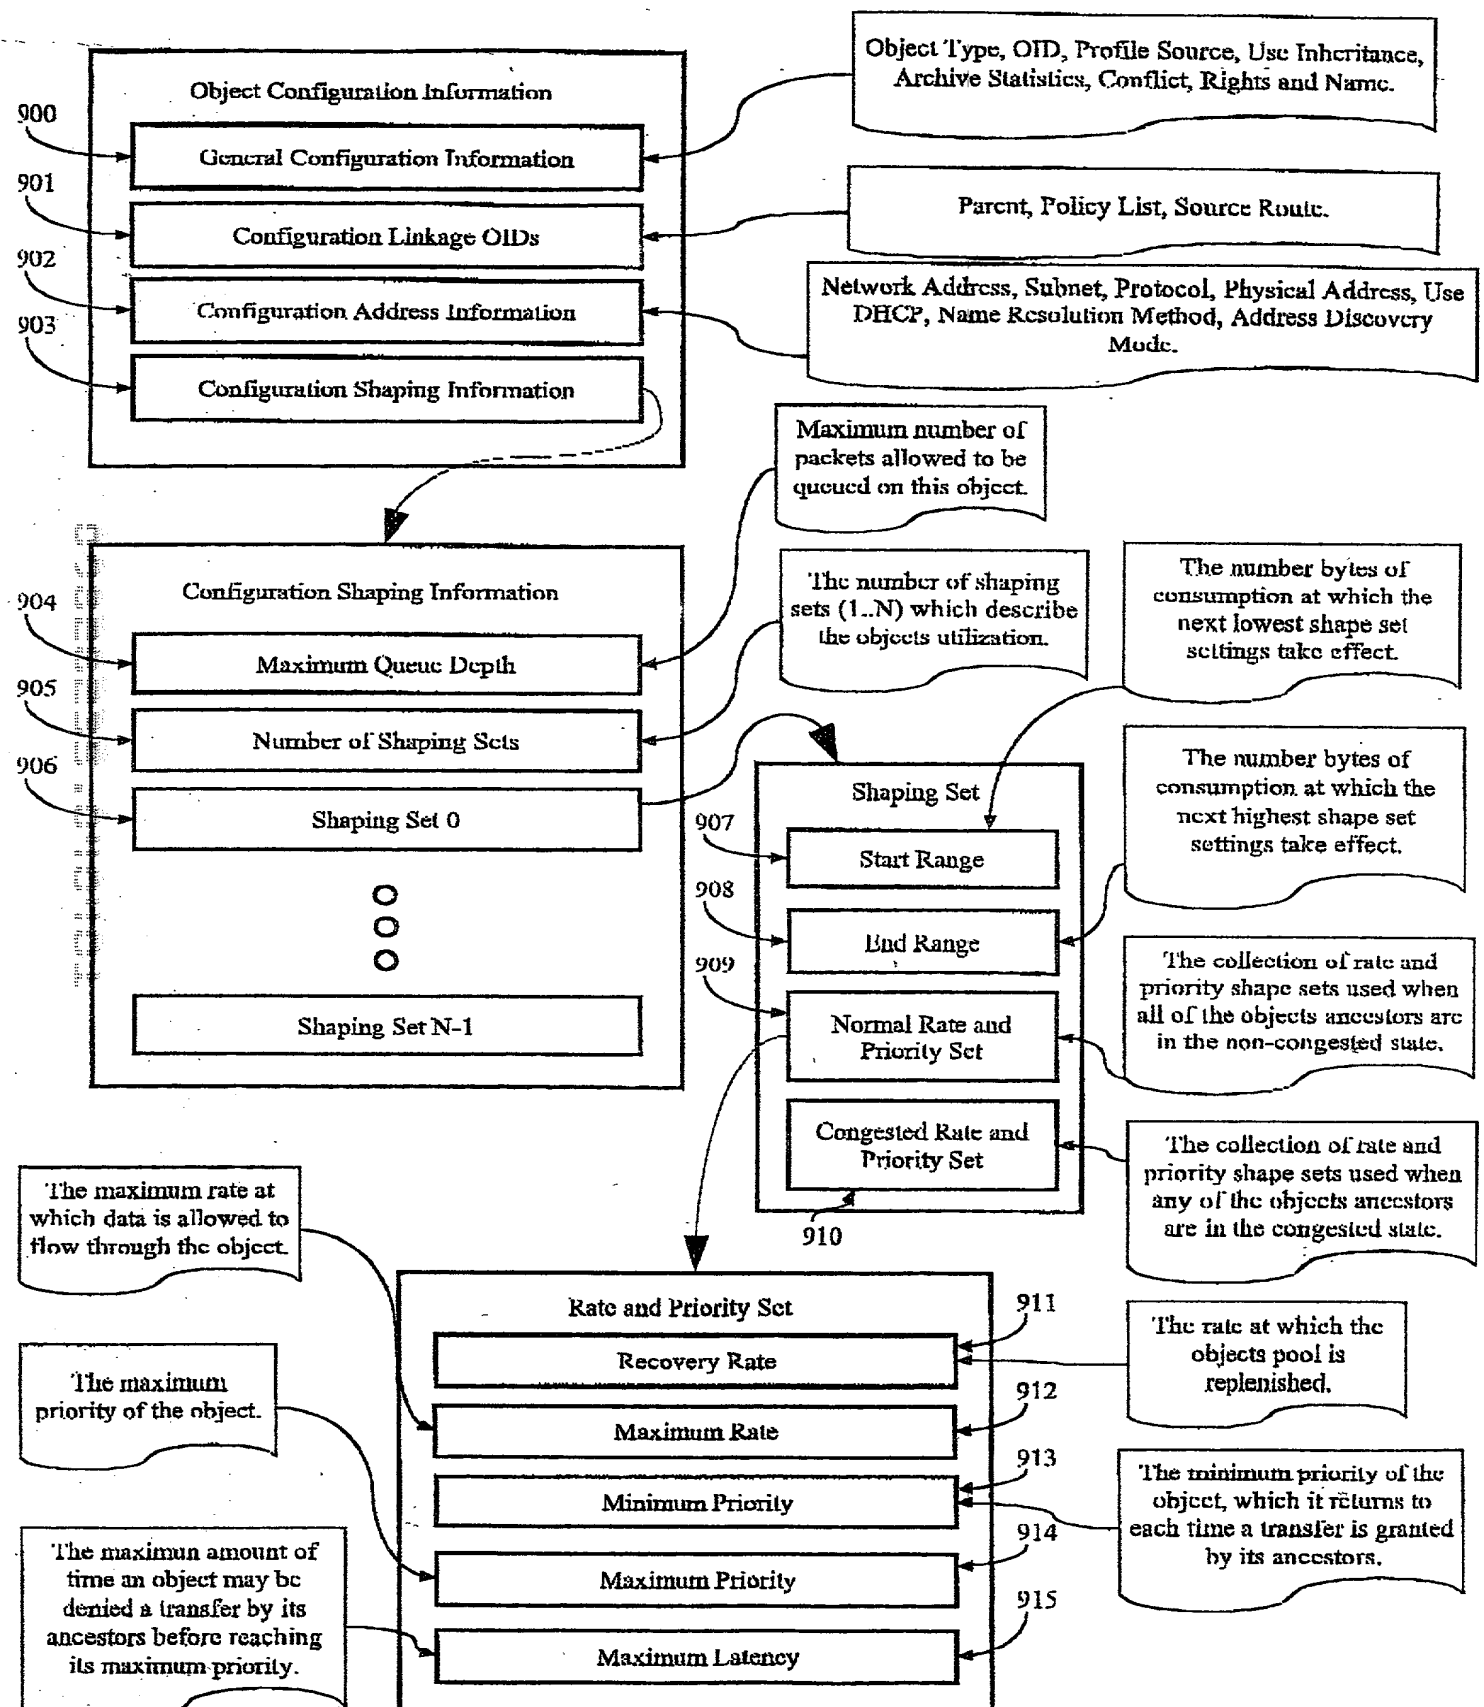 Object Configuration Information
900
General Configuration Information
901
Configuration Linkage OIDs
902
Configuration Address Information
903
Configuration Shaping Information
Object Type, OID, Profile Source, Use Inheritance,
Archive Statistics, Conflict, Rights and Name.
Parent, Policy List, Source Route.
Network Address, Subnet, Protocol, Physical Address, Use
DHCP, Name Resolution Method, Address Discovery
Mode.
Maximum number of
packets allowed to be
queued on this object.
Configuration Shaping Information
904
Maximum Queue Depth
905
Number of Shaping Sets
906
Shaping Set 0
Shaping Set N-1
The number of shaping
sets (1..N) which describe
the objects utilization.
The number bytes of
consumption at which the
next lowest shape set
settings take effect.
Shaping Set
907
Start Range
908
End Range
909
Normal Rate and
Priority Set
Congested Rate and
Priority Set
910
The number bytes of
consumption at which the
next highest shape set
settings take effect.
The collection of rate and
priority shape sets used when
all of the objects ancestors are
in the non-congested state.
The collection of rate and
priority shape sets used when
any of the objects ancestors
are in the congested state.
The maximum rate at
which data is allowed to
flow through the object.
The maximum
priority of the object.
The maximun amount of
time an object may be
denied a transfer by its
ancestors before reaching
its maximum priority.
Rate and Priority Set
911
Recovery Rate
912
Maximum Rate
913
Minimum Priority
914
Maximum Priority
915
Maximum Latency
The rate at which the
objects pool is
replenished.
The minimum priority of the
object, which it returns to
each time a transfer is granted
by its ancestors.